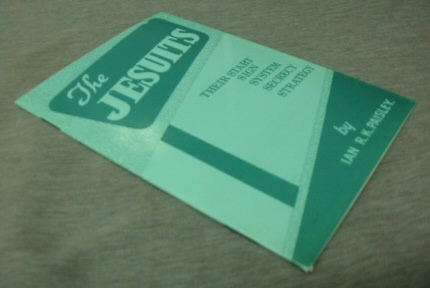 The
JESUITS
THEIR START
SIGN
SYSTEM
SECRECY
STRATEGY
by
IAN R.K. PAISLEY.